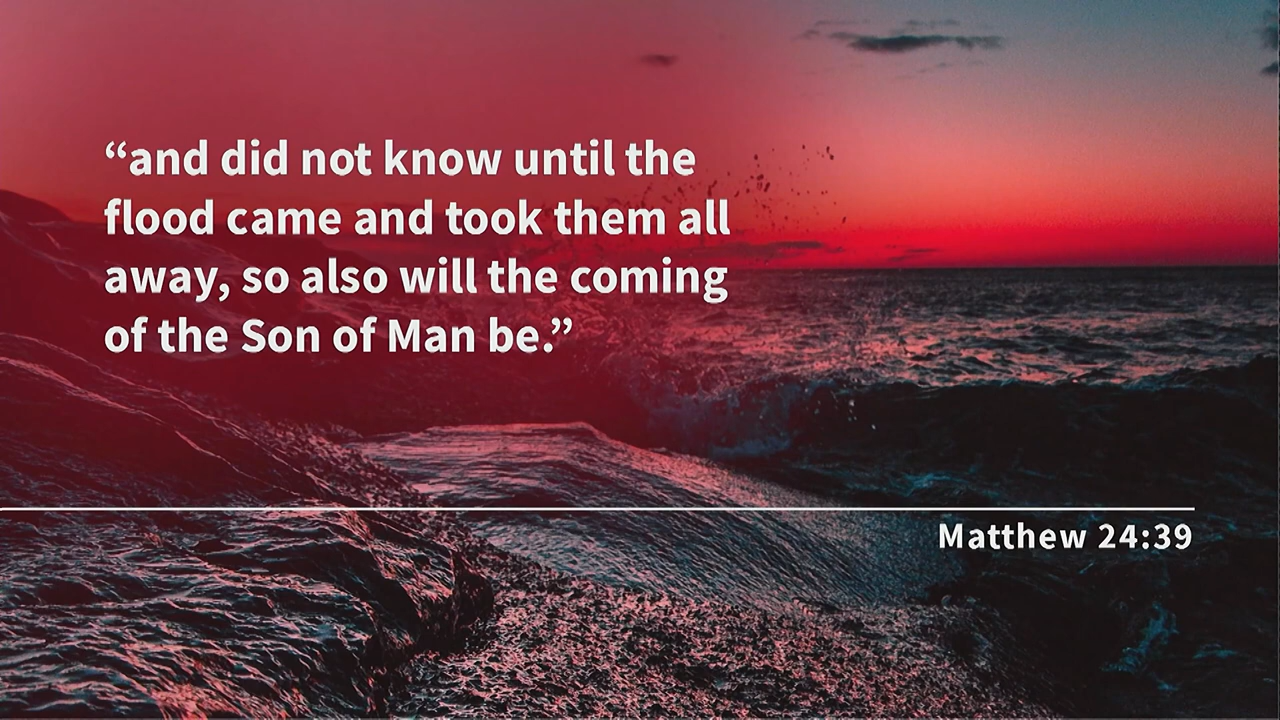 “and did not know until the
flood came and took them all
away, so also will the coming
of the Son of Man be.”
Matthew 24:39